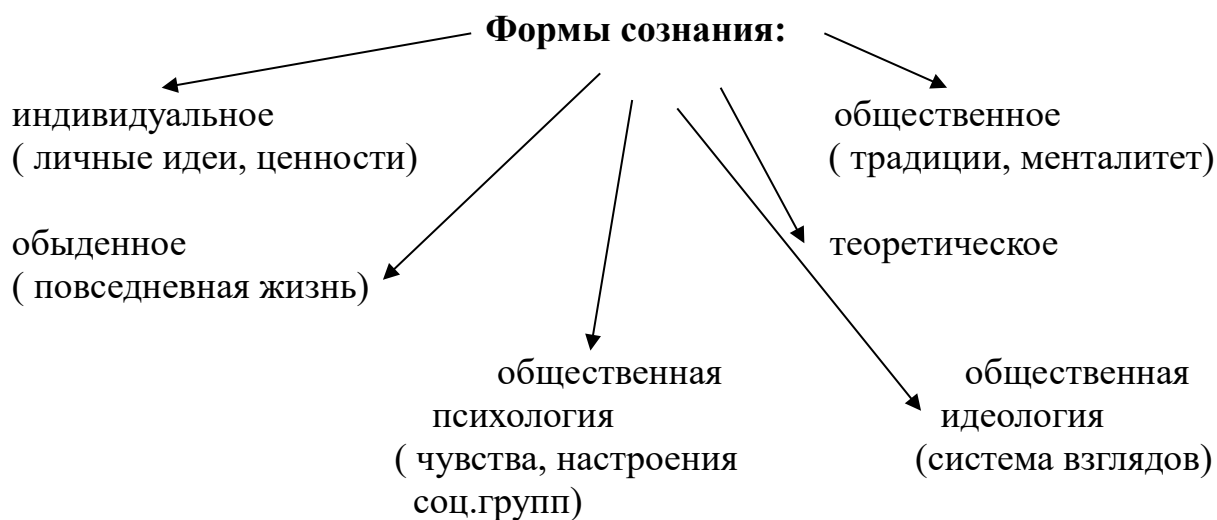 Формы сознания:
индивидуальное
( личные идеи, ценности)
общественное
( традиции, менталитет)
обыденное
( повседневная жизнь)
теоретическое
общественная
психология
( чувства, настроения
соц.групп)
общественная
идеология
(система взглядов)